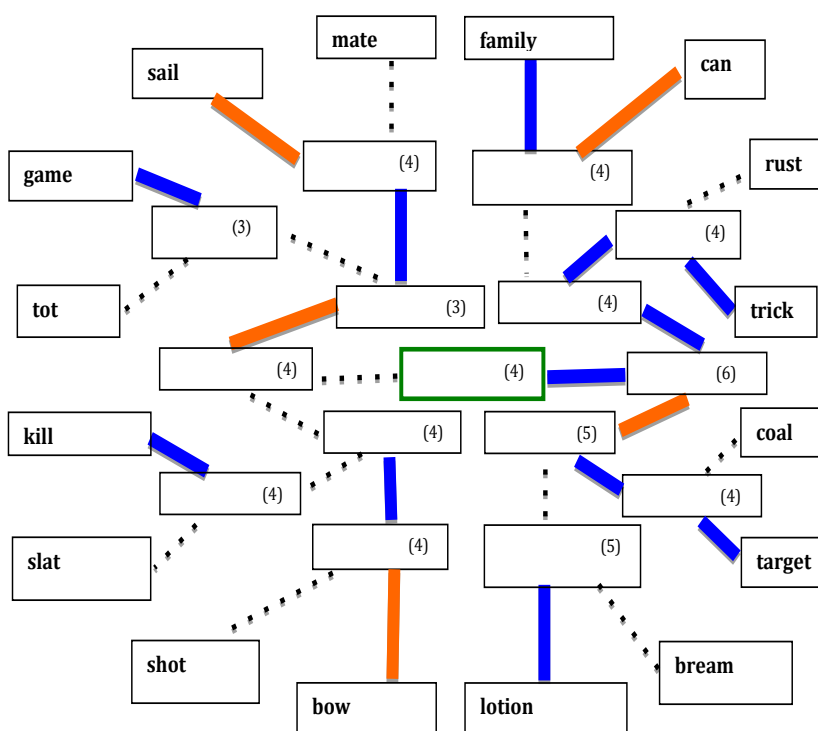 mate
family
sail
can
(4)
(4)
game
rust
(3)
(4)
tot
(3)
(4)
trick
(4)
(4)
(6)
kill
(4)
(5)
coal
(4)
(4)
slat
(4)
(5)
target
shot
bream
bow
lotion